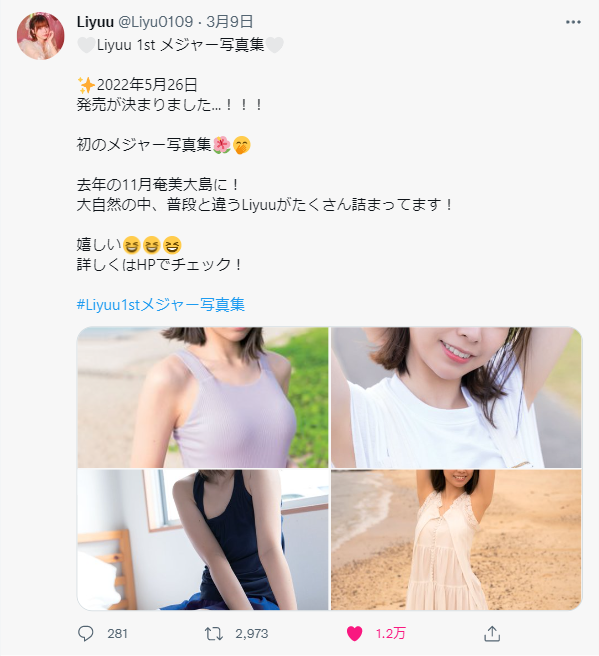 Liyuu @Liyu0109 · 3月9日
🤍Liyuu 1st メジャー写真集🤍
✨2022年5月26日
発売が決まりました...！！！
初のメジャー写真集🌺🤭
去年の11月奄美大島に！
大自然の中、普段と違うLiyuuがたくさん詰まってます！
嬉しい😆😆😆
詳しくはHPでチェック！
#Liyuu1stメジャー写真集
281
2,973
1.2万